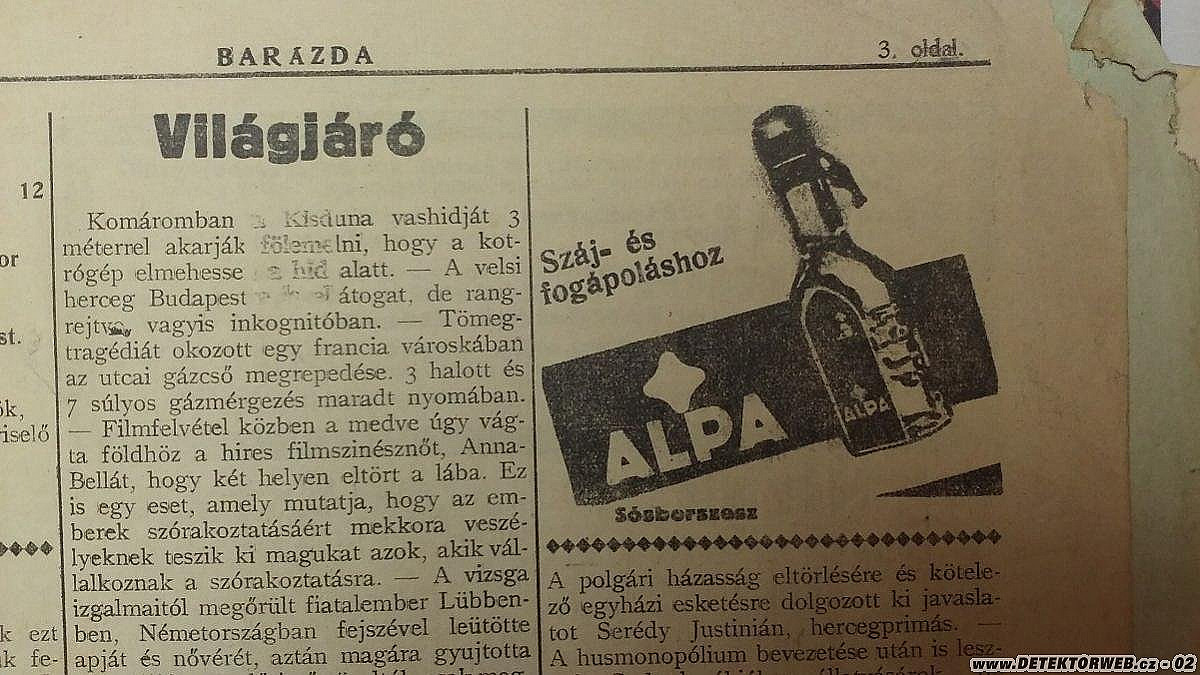 BARÁZDA
3. oldal.
12
or
st.
ók,
iselő
k ezt
k fe-
Világjáró
Komáromban a Kisduna vashidját 3
méterrel akarják fölemelni, hogy a kot-
rógép elmehesse a hid alatt. — A velsi
herceg Budapest átogat, de rang-
rejtve, vagyis inkognitóban. — Tömeg-
tragédiát okozott egy francia városkában
az utcai gázcső megrepedése. 3 halott és
7 súlyos gázmérgezés maradt nyomában.
— Filmfelvétel közben a medve úgy vág-
ta földhöz a hires filmszinésznőt, Anna-
Bellát, hogy két helyen eltört a lába. Ez
is egy eset, amely mutatja, hogy az em-
berek szórakoztatásáért mekkora veszé-
lyeknek teszik ki magukat azok, akik vál-
lalkoznak a szórakoztatásra. — A vizsga
izgalmaitól megőrült fiatalember Lübben-
ben, Németországban fejszével leütötte
apját és nővérét, aztán magára gyujtotta
Száj- és
fogápoláshoz
ALPA
ALPA
Sósborszesz
A polgári házasság eltörlésére és kötele-
ző egyházi esketésre dolgozott ki javasla-
tot Serédy Justinián, hercegprimás. —
A husmonopólium bevezetése után is lesz-
www.DETEKTORWEB.cz - 02